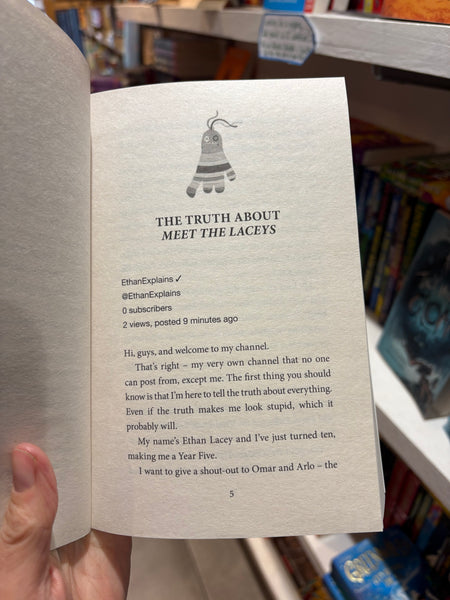 THE TRUTH ABOUT
MEET THE LACEYS
EthanExplains ✓
@EthanExplains
0 subscribers
2 views, posted 9 minutes ago
Hi, guys, and welcome to my channel.
That's right – my very own channel that no one
can post from, except me. The first thing you should
know is that I'm here to tell the truth about everything.
Even if the truth makes me look stupid, which it
probably will.
My name's Ethan Lacey and I've just turned ten,
making me a Year Five.
I want to give a shout-out to Omar and Arlo – the
5